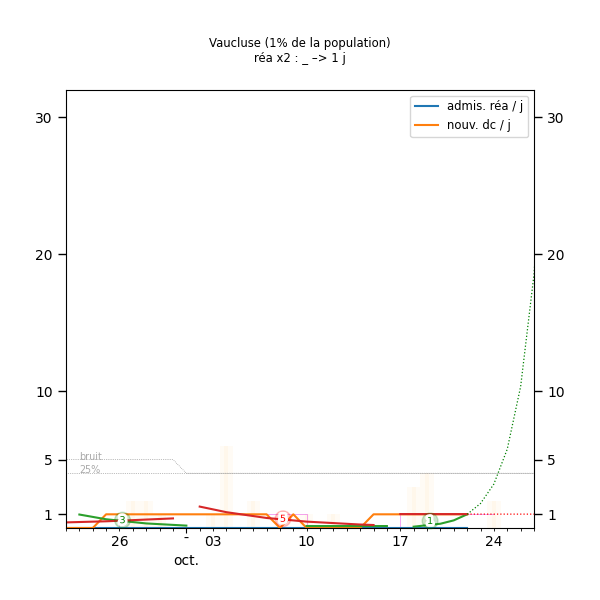 Vaucluse (1% de la population)
réa x2 : _ –> 1 j
admis. réa / j
nouv. dc / j
30 30
20 20
10 10
bruit
5 5
25%
3 5 1
1 1
26 - 03 10 17 24
oct.